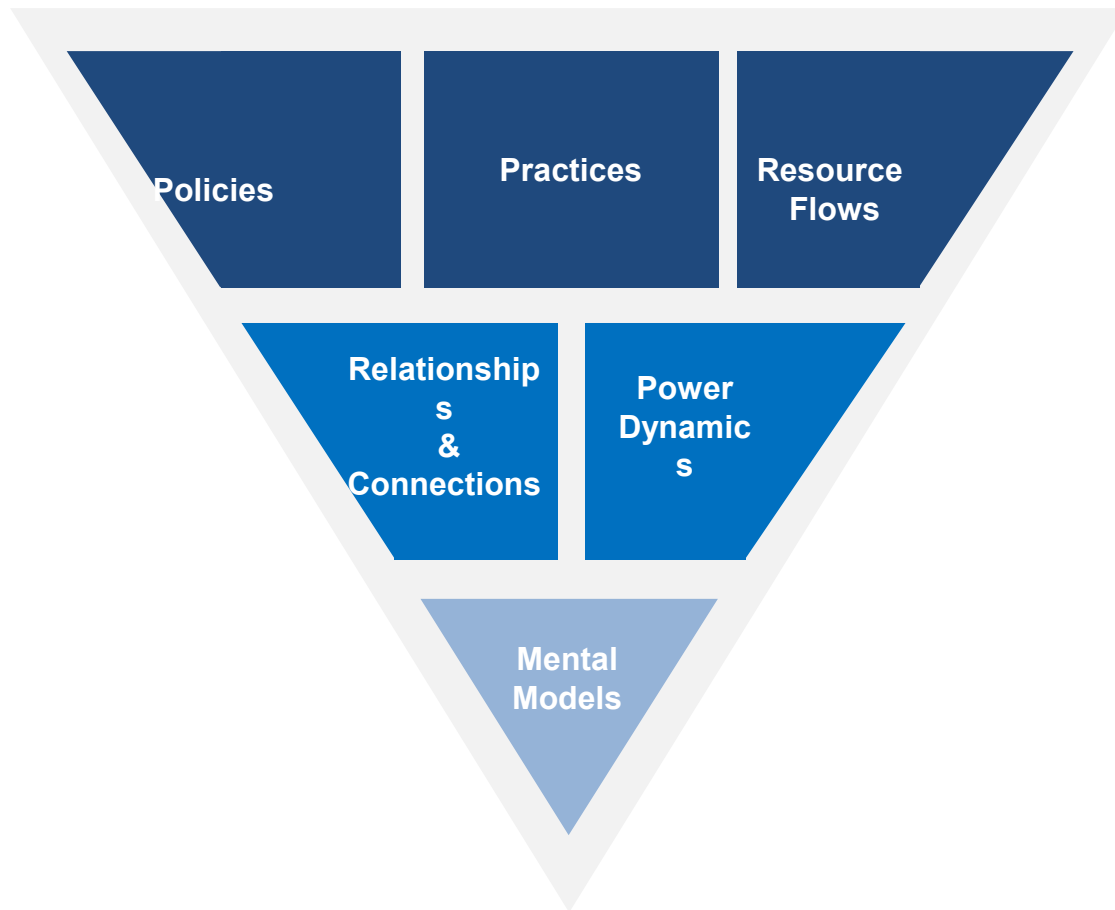 Policies
Practices
Resource
Flows
Relationship
s
&
Connections
Power
Dynamic
s
Mental
Models